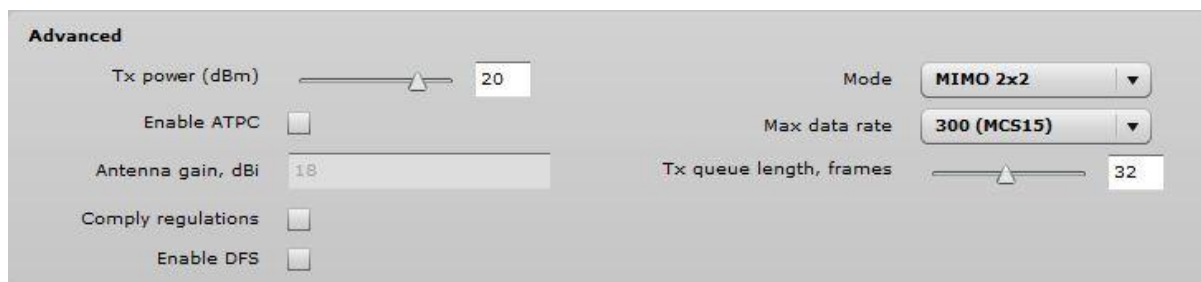 Advanced
Tx power (dBm) 20
Mode MIMO 2x2
Enable ATPC
Max data rate 300 (MCS15)
Antenna gain, dBi 18
Tx queue length, frames 32
Comply regulations
Enable DFS